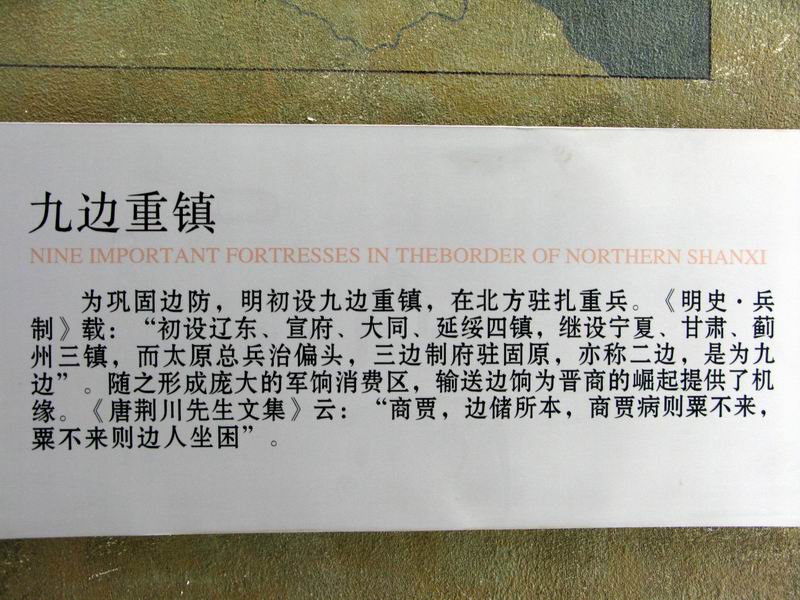 九边重镇
NINE IMPORTANT FORTRESSES IN THEBORDER OF NORTHERN SHANXI
为巩固边防，明初设九边重镇，在北方驻扎重兵。《明史·兵
制》载：“初设辽东、宣府、大同、延绥四镇，继设宁夏、甘肃、蓟
州三镇，而太原总兵治偏头，三边制府驻固原，亦称二边，是为九
边”。随之形成庞大的军饷消费区，输送边饷为晋商的崛起提供了机
缘。《唐荆川先生文集》云：“商贾，边储所本，商贾病则粟不来，
粟不来则边人坐困”。